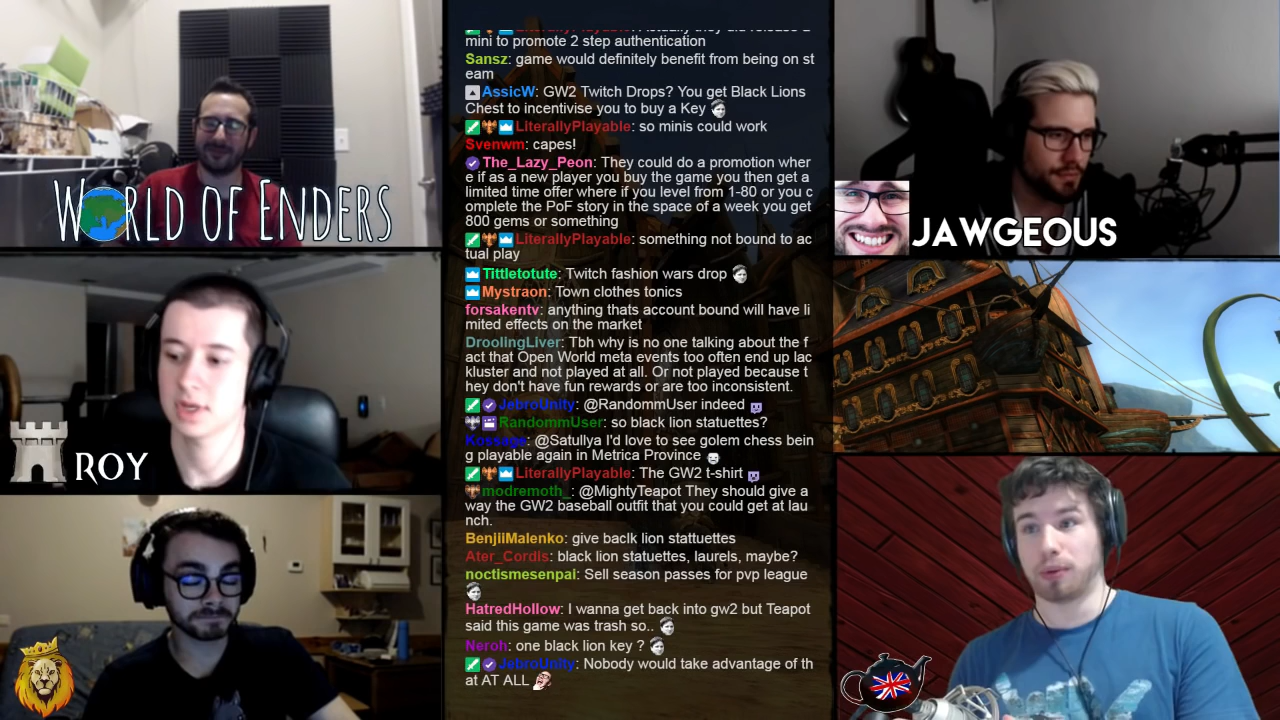 WORLD OF ENDERS
ROY
mini to promote 2 step authentication
Sansz: game would definitely benefit from being on st
eam
AssicW: GW2 Twitch Drops? You get Black Lions
Chest to incentivise you to buy a Key
LiterallyPlayable: so minis could work
Svenwm: capes!
The_Lazy_Peon: They could do a promotion wher
e if as a new player you buy the game you then get a
limited time offer where if you level from 1-80 or you c
omplete the PoF story in the space of a week you get
800 gems or something
LiterallyPlayable: something not bound to ac
tual play
Tittletotute: Twitch fashion wars drop
Mystraon: Town clothes tonics
forsakentv: anything thats account bound will have li
mited effects on the market
DroolingLiver: Tbh why is no one talking about the f
act that Open World meta events too often end up lac
kluster and not played at all. Or not played because t
hey don't have fun rewards or are too inconsistent.
JebroUnity: @RandommUser indeed
RandommUser: so black lion statuettes?
Kossage: @Satullya I'd love to see golem chess bein
g playable again in Metrica Province
LiterallyPlayable: The GW2 t-shirt
modremoth_: @MightyTeapot They should give a
way the GW2 baseball outfit that you could get at lau
nch.
BenjiiMalenko: give baclk lion stattuettes
Ater_Cordis: black lion statuettes, laurels, maybe?
noctismesenpai: Sell season passes for pvp league
HatredHollow: I wanna get back into gw2 but Teapot
said this game was trash so..
Neroh: one black lion key ?
JebroUnity: Nobody would take advantage of th
at AT ALL
JAWGEOUS